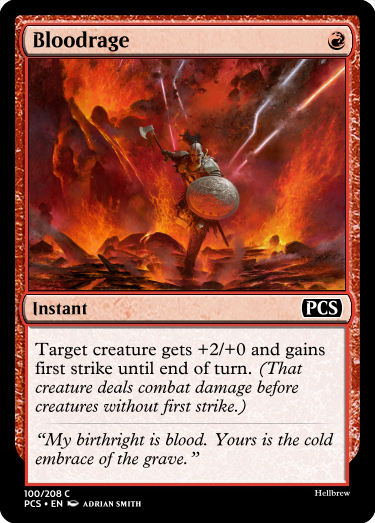 Bloodrage
Instant
PCS
Target creature gets +2/+0 and gains
first strike until end of turn. (That
creature deals combat damage before
creatures without first strike.)
“My birthright is blood. Yours is the cold
embrace of the grave.”
100/208 C
PCS • EN ADRIAN SMITH
Hellbrew